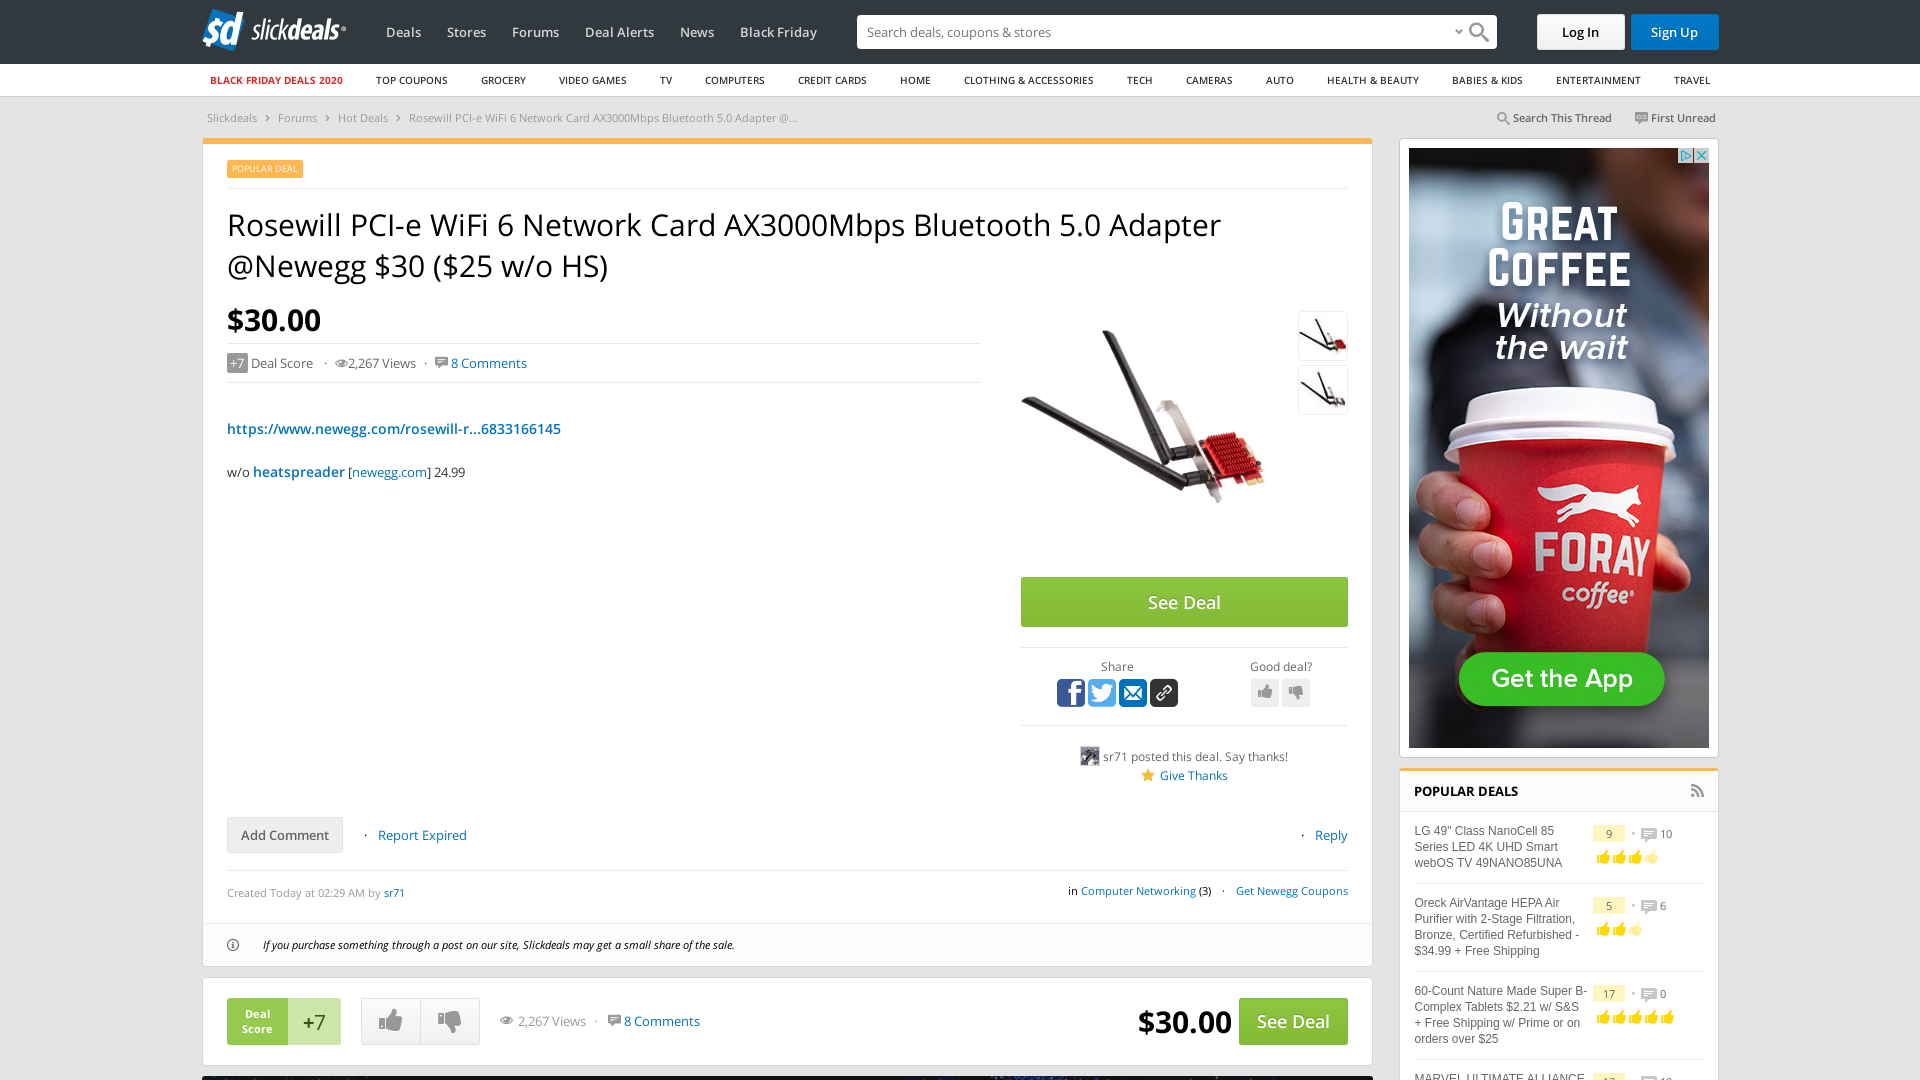 sd slickdeals
Deals
Stores
Forums
Deal Alerts
News
Black Friday
Search deals, coupons & stores
Log In
Sign Up
BLACK FRIDAY DEALS 2020
TOP COUPONS
GROCERY
VIDEO GAMES
TV
COMPUTERS
CREDIT CARDS
HOME
CLOTHING & ACCESSORIES
TECH
CAMERAS
AUTO
HEALTH & BEAUTY
BABIES & KIDS
ENTERTAINMENT
TRAVEL
Slickdeals > Forums > Hot Deals > Rosewill PCI-e WiFi 6 Network Card AX3000Mbps Bluetooth 5.0 Adapter @...
Search This Thread
First Unread
POPULAR DEAL
Rosewill PCI-e WiFi 6 Network Card AX3000Mbps Bluetooth 5.0 Adapter
@Newegg $30 ($25 w/o HS)
$30.00
+7 Deal Score · 2,267 Views · 8 Comments
https://www.newegg.com/rosewill-r...6833166145
w/o heatspreader [newegg.com] 24.99
See Deal
Share
Good deal?
sr71 posted this deal. Say thanks!
Give Thanks
Add Comment
· Report Expired
· Reply
Created Today at 02:29 AM by sr71
in Computer Networking (3) · Get Newegg Coupons
If you purchase something through a post on our site, Slickdeals may get a small share of the sale.
Deal
Score
+7
2,267 Views · 8 Comments
$30.00
See Deal
GREAT
COFFEE
Without
the wait
FORAY
coffee®
Get the App
POPULAR DEALS
LG 49" Class NanoCell 85
Series LED 4K UHD Smart
webOS TV 49NANO85UNA
9 • 10
Oreck AirVantage HEPA Air
Purifier with 2-Stage Filtration,
Bronze, Certified Refurbished -
$34.99 + Free Shipping
5 • 6
60-Count Nature Made Super B-
Complex Tablets $2.21 w/ S&S
+ Free Shipping w/ Prime or on
orders over $25
17 • 0
MARVEL ULTIMATE ALLIANCE